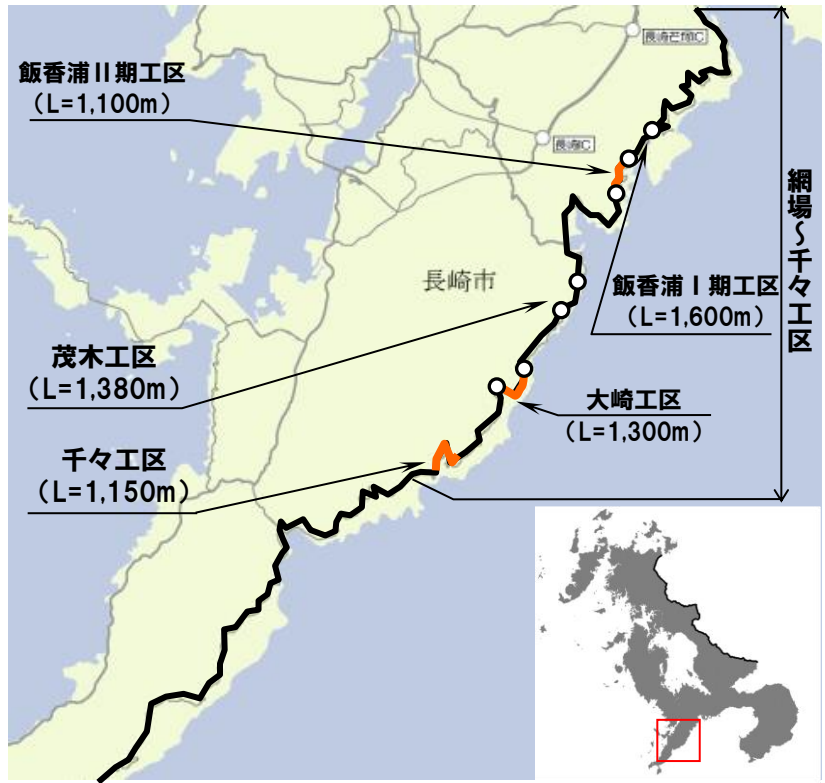 飯香浦Ⅱ期工区
(L=1,100m)
長崎芒塚IC
長崎IC
網場～千々工区
長崎市
飯香浦Ⅰ期工区
(L=1,600m)
茂木工区
(L=1,380m)
大崎工区
(L=1,300m)
千々工区
(L=1,150m)